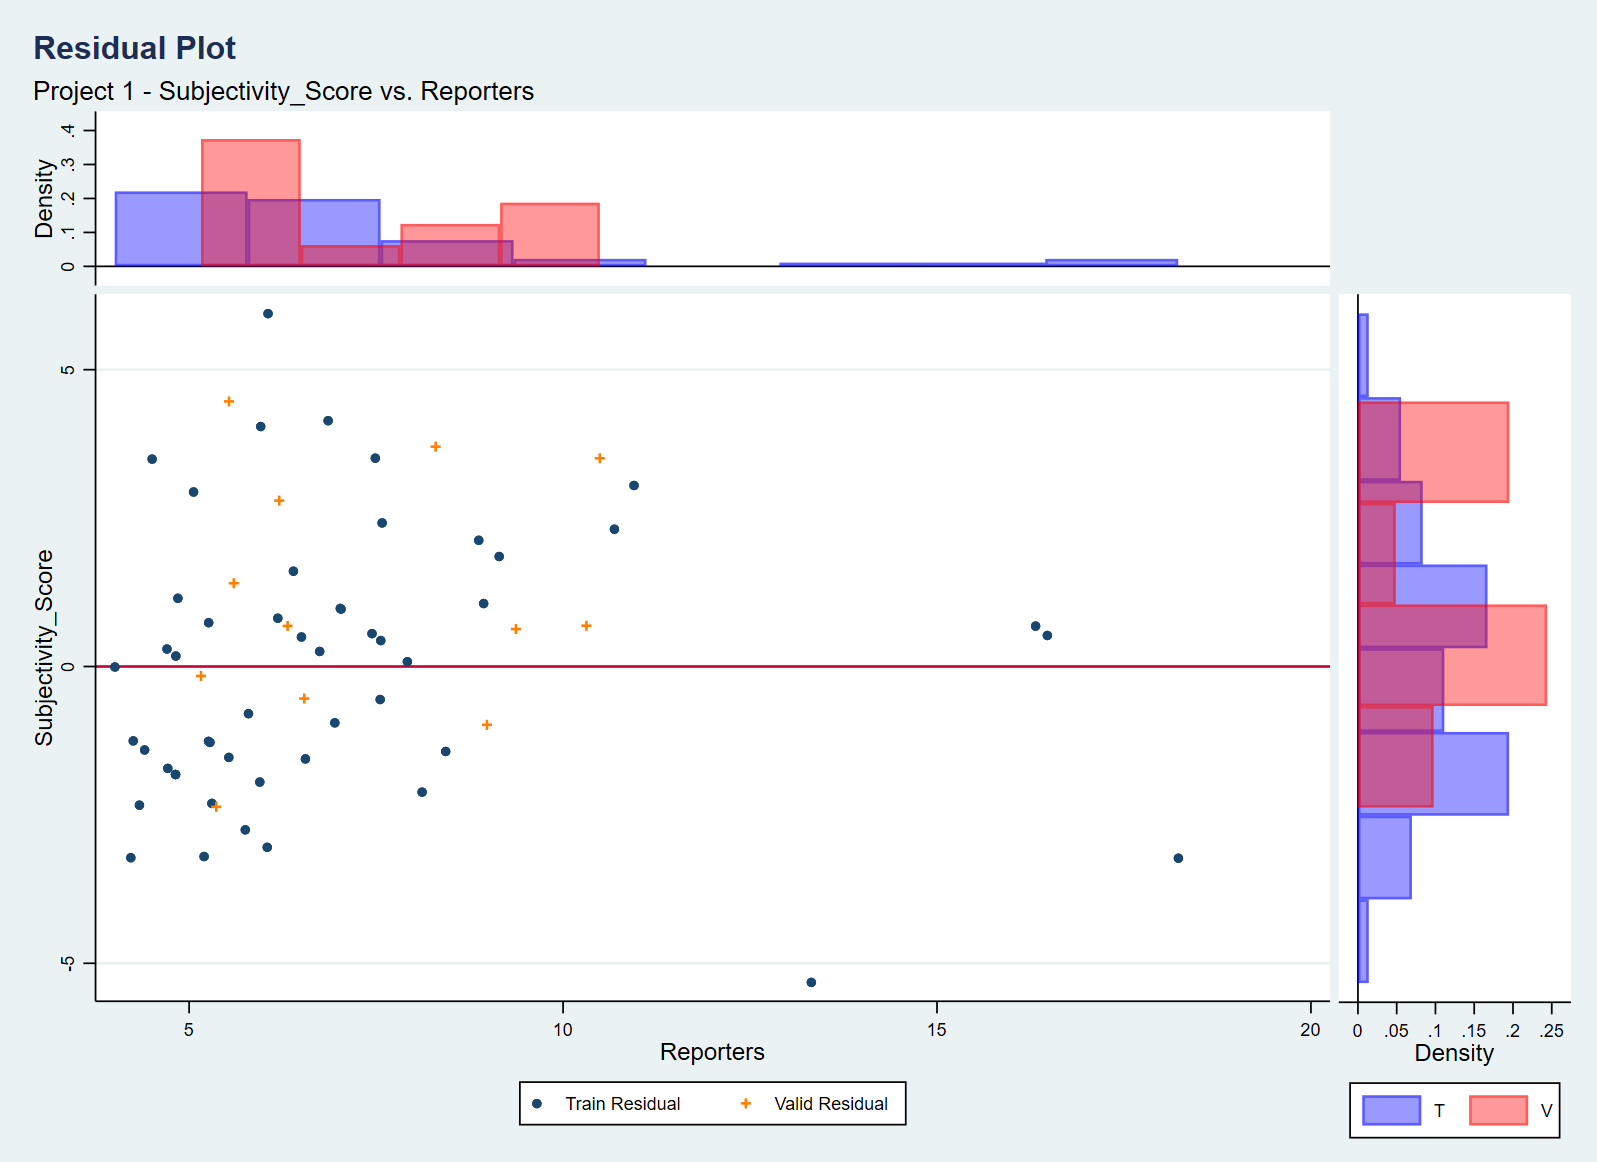 Residual Plot
Project 1 - Subjectivity_Score vs. Reporters
Density
.4
.3
.2
.1
0
Subjectivity_Score
5
0
-5
5 10 15 20
Reporters
0 .05 .1 .15 .2 .25
Density
Train Residual Valid Residual
T V